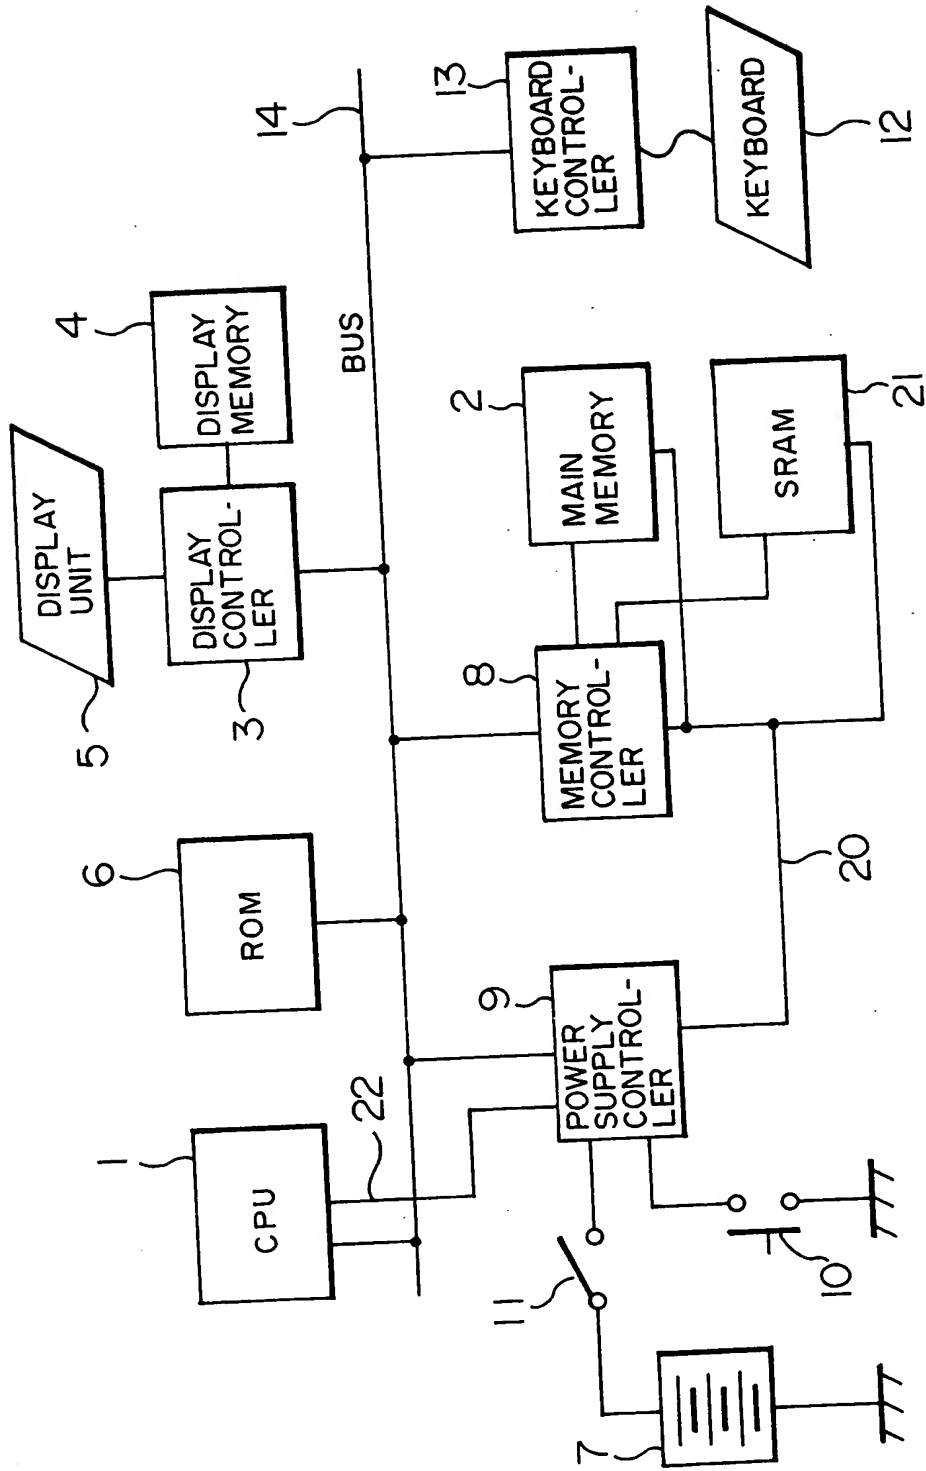 1
CPU
22
6
ROM
5
DISPLAY
UNIT
3
DISPLAY
CONTROL-
LER
4
DISPLAY
MEMORY
BUS
14
9
POWER
SUPPLY
CONTROL-
LER
8
MEMORY
CONTROL-
LER
2
MAIN
MEMORY
13
KEYBOARD
CONTROL-
LER
11
7
10
20
SRAM
21
KEYBOARD
12